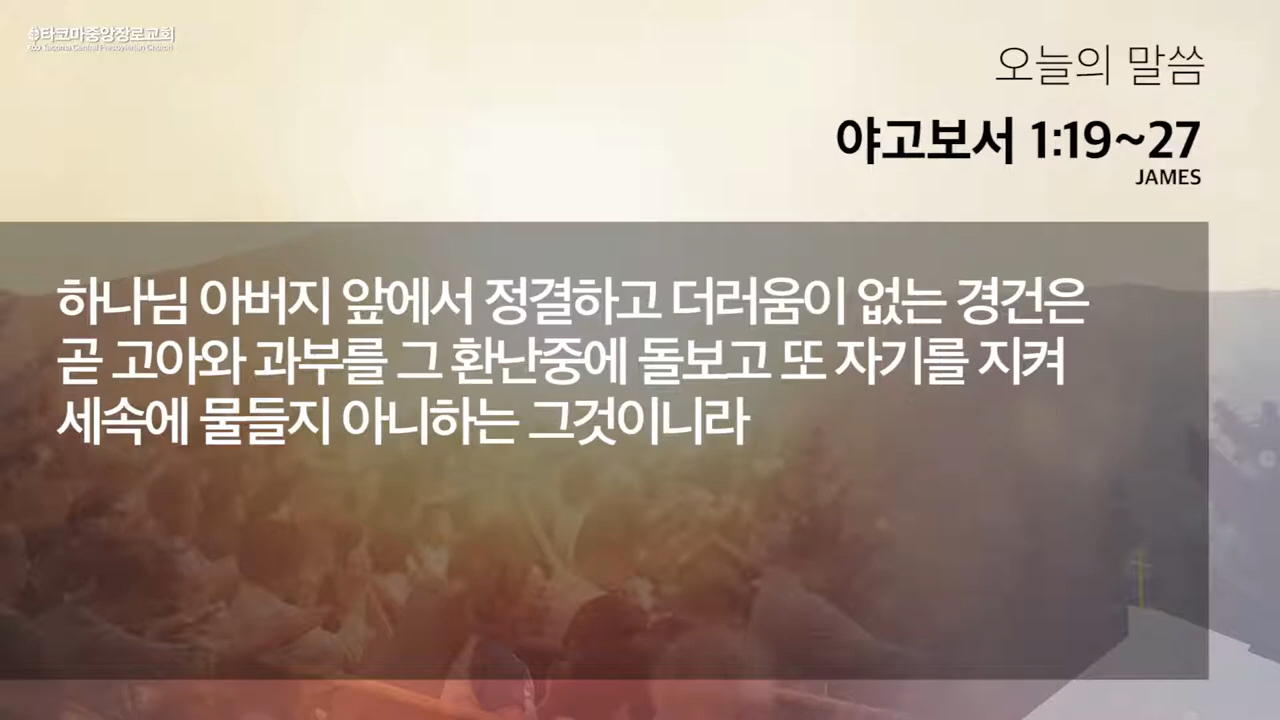 타코마중앙장로교회
Tacoma Central Presbyterian Church
오늘의 말씀
야고보서 1:19~27
JAMES
하나님 아버지 앞에서 정결하고 더러움이 없는 경건은
곧 고아와 과부를 그 환난중에 돌보고 또 자기를 지켜
세속에 물들지 아니하는 그것이니라